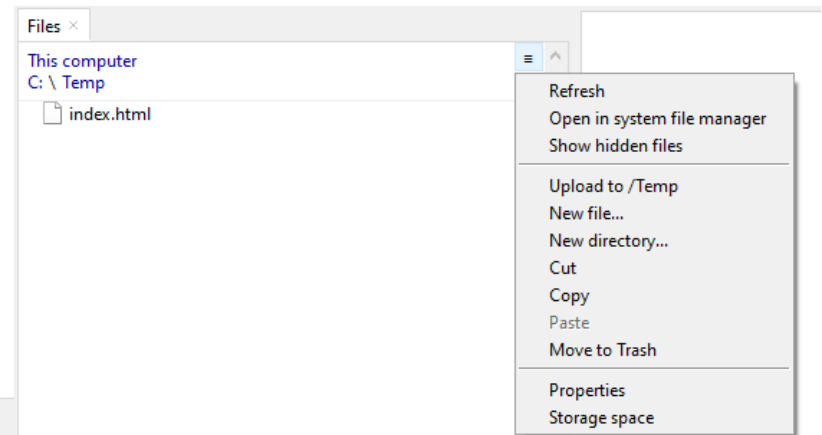 Files ×
This computer
C: \ Temp
index.html
Refresh
Open in system file manager
Show hidden files
Upload to /Temp
New file...
New directory...
Cut
Copy
Paste
Move to Trash
Properties
Storage space